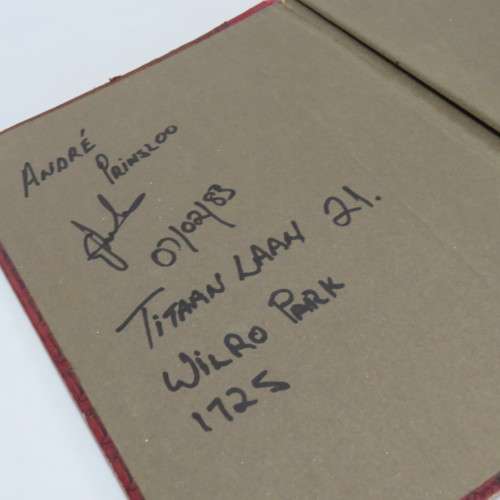 ANDRÉ
PRINSLOO
07/02/83
TITAAN LAAN 21.
WILRO PARK
1725